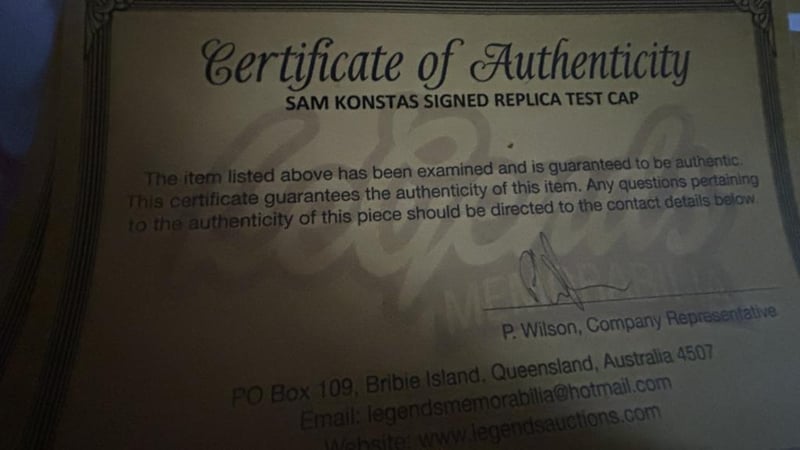 Certificate of Authenticity
SAM KONSTAS SIGNED REPLICA TEST CAP
The item listed above has been examined and is guaranteed to be authentic.
This certificate guarantees the authenticity of this item. Any questions pertaining
to the authenticity of this piece should be directed to the contact details below
Legends
MEMORABILIA
P. Wilson, Company Representative
PO Box 109, Bribie Island, Queensland, Australia 4507
Email: legendsmemorabilia@hotmail.com
Website: www.legendsauctions.com